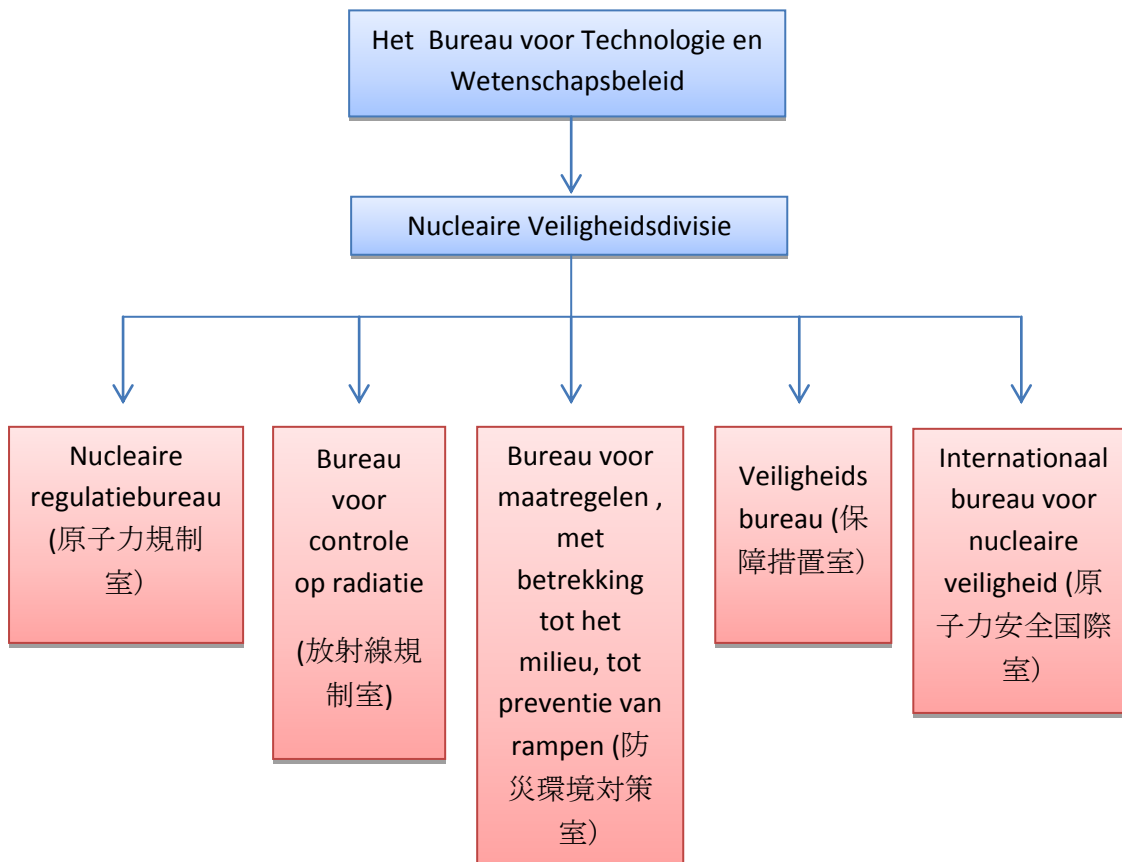 Het Bureau voor Technologie en
Wetenschapsbeleid
Nucleaire Veiligheidsdivisie
Nucleaire
regulatiebureau
(原子力規制
室）
Bureau
voor
controle
op radiatie
(放射線規
制室)
Bureau voor
maatregelen ,
met
betrekking
tot het
milieu, tot
preventie van
rampen (防
災環境対策
室）
Veiligheids
bureau (保
障措置室）
Internationaal
bureau voor
nucleaire
veiligheid (原
子力安全国際
室）